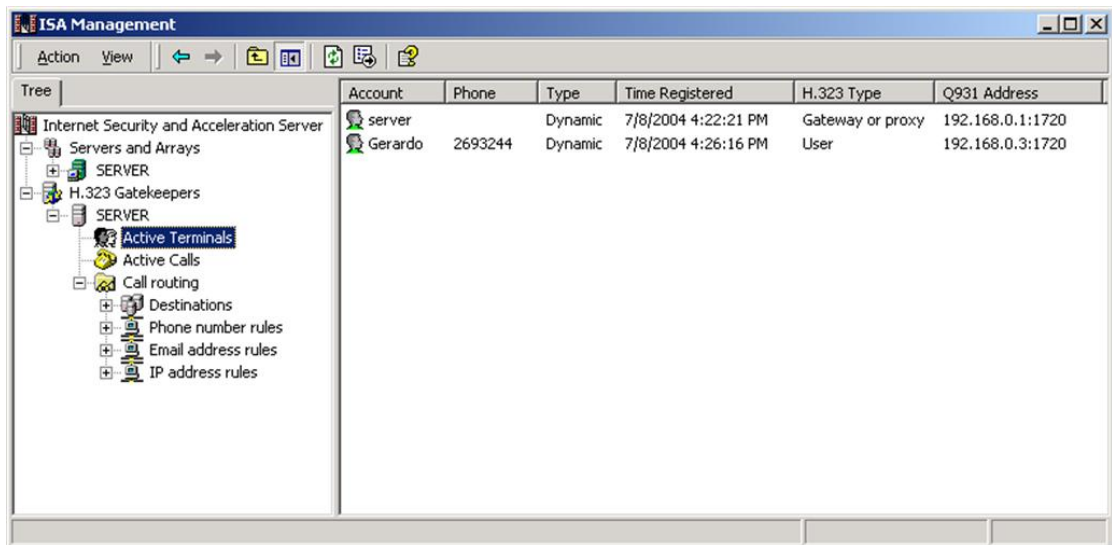 ISA Management
Action View
Tree
Internet Security and Acceleration Server
Servers and Arrays
SERVER
H.323 Gatekeepers
SERVER
Active Terminals
Active Calls
Call routing
Destinations
Phone number rules
Email address rules
IP address rules
Account Phone Type Time Registered H.323 Type Q931 Address
server Dynamic 7/8/2004 4:22:21 PM Gateway or proxy 192.168.0.1:1720
Gerardo 2693244 Dynamic 7/8/2004 4:26:16 PM User 192.168.0.3:1720